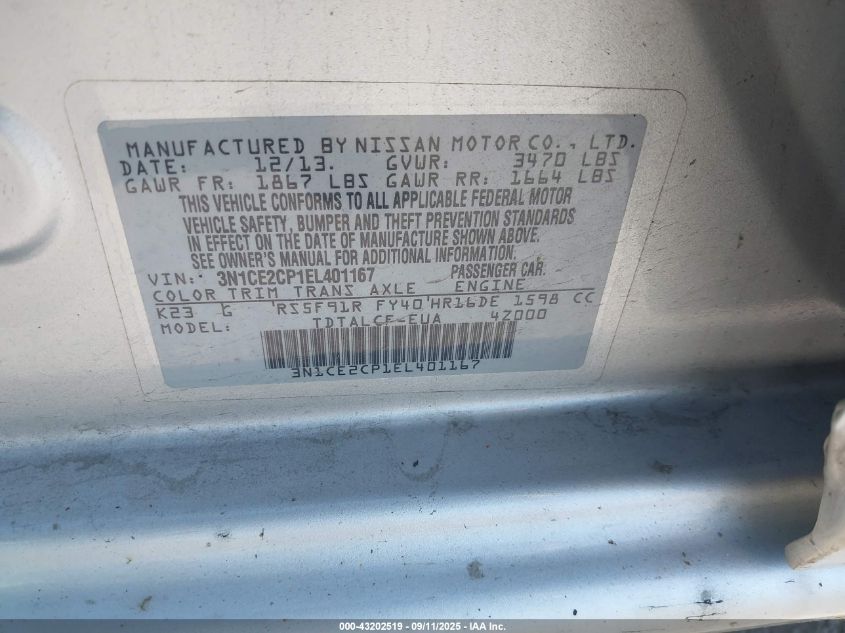 MANUFACTURED BY NISSAN MOTOR CO., LTD.
DATE: 12/13. GVWR: 3470 LBS
GAWR FR: 1867 LBS GAWR RR: 1664 LBS
THIS VEHICLE CONFORMS TO ALL APPLICABLE FEDERAL MOTOR
VEHICLE SAFETY, BUMPER AND THEFT PREVENTION STANDARDS
IN EFFECT ON THE DATE OF MANUFACTURE SHOWN ABOVE.
SEE OWNER'S MANUAL FOR ADDITIONAL INFORMATION.
VIN: 3N1CE2CP1EL401167 PASSENGER CAR.
COLOR TRIM TRANS AXLE ENGINE
K23 G RS5F91R FY40 HR16DE 1598 CC
MODEL: TDTALCF-EUA 4Z000
3N1CE2CP1EL401167
000-43202519 - 09/11/2025 - IAA Inc.